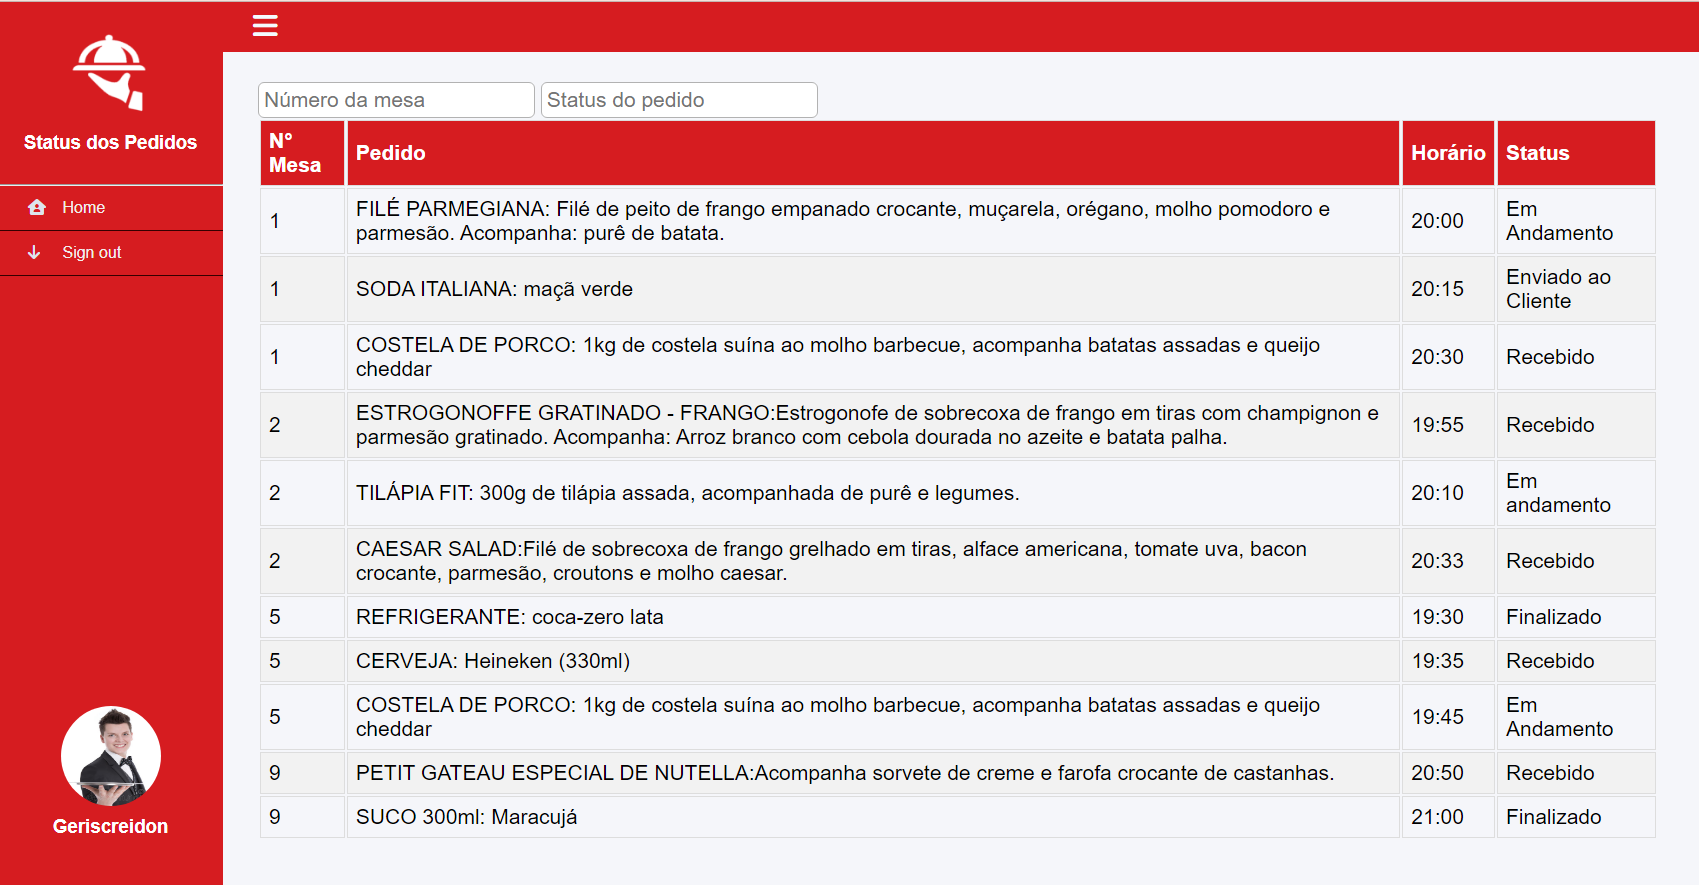 Status dos Pedidos
Home
Sign out
Geriscreidon
Número da mesa
Status do pedido
N°
Mesa
Pedido
Horário
Status
1
FILÉ PARMEGIANA: Filé de peito de frango empanado crocante, muçarela, orégano, molho pomodoro e
parmesão. Acompanha: purê de batata.
20:00
Em
Andamento
1
SODA ITALIANA: maçã verde
20:15
Enviado ao
Cliente
1
COSTELA DE PORCO: 1kg de costela suína ao molho barbecue, acompanha batatas assadas e queijo
cheddar
20:30
Recebido
2
ESTROGONOFFE GRATINADO - FRANGO:Estrogonofe de sobrecoxa de frango em tiras com champignon e
parmesão gratinado. Acompanha: Arroz branco com cebola dourada no azeite e batata palha.
19:55
Recebido
2
TILÁPIA FIT: 300g de tilápia assada, acompanhada de purê e legumes.
20:10
Em
andamento
2
CAESAR SALAD:Filé de sobrecoxa de frango grelhado em tiras, alface americana, tomate uva, bacon
crocante, parmesão, croutons e molho caesar.
20:33
Recebido
5
REFRIGERANTE: coca-zero lata
19:30
Finalizado
5
CERVEJA: Heineken (330ml)
19:35
Recebido
5
COSTELA DE PORCO: 1kg de costela suína ao molho barbecue, acompanha batatas assadas e queijo
cheddar
19:45
Em
Andamento
9
PETIT GATEAU ESPECIAL DE NUTELLA:Acompanha sorvete de creme e farofa crocante de castanhas.
20:50
Recebido
9
SUCO 300ml: Maracujá
21:00
Finalizado